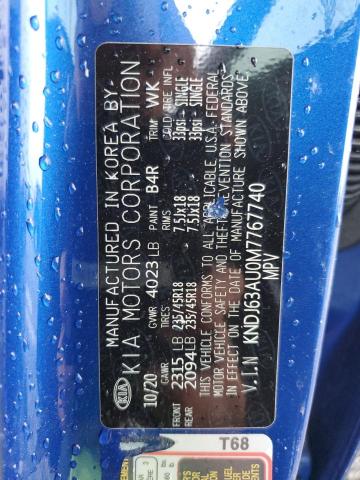 MANUFACTURED IN KOREA BY
KIA KIA MOTORS CORPORATION
10/20 GVWR 4023 LB PAINT B4R TRIM WK
GAWR TIRES RIMS COLD TIRE INFL
FRONT 2315 LB 235/45R18 7.5JX18 33psi - SINGLE
REAR 2094 LB 235/45R18 7.5JX18 33psi - SINGLE
THIS VEHICLE CONFORMS TO ALL APPLICABLE U.S.A. FEDERAL
MOTOR VEHICLE SAFETY AND THEFT PREVENTION STANDARDS
IN EFFECT ON THE DATE OF MANUFACTURE SHOWN ABOVE
V.I.N KNDJ63AU0M7767740
MPV
T68